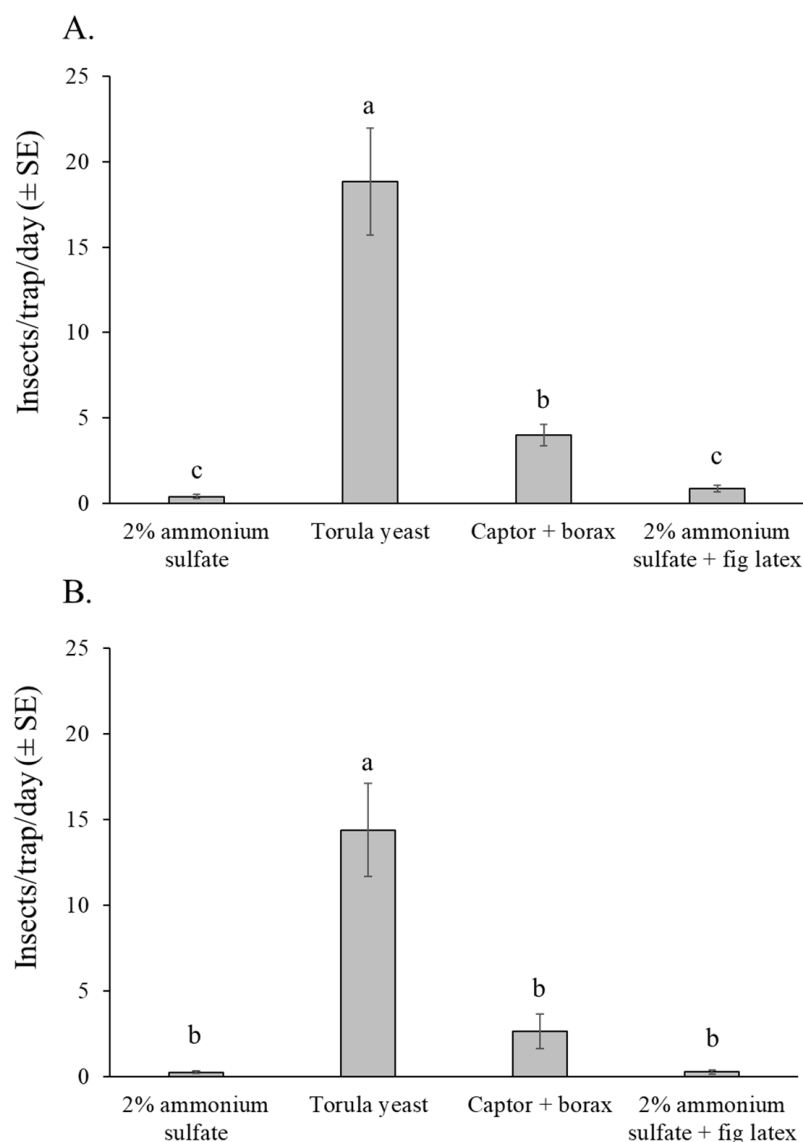 A.
Insects/trap/day (± SE)
25
20
15
10
5
0
c
a
b
c
2% ammonium
sulfate
Torula yeast
Captor + borax
2% ammonium
sulfate + fig latex
B.
Insects/trap/day (± SE)
25
20
15
10
5
0
b
a
b
b
2% ammonium
sulfate
Torula yeast
Captor + borax
2% ammonium
sulfate + fig latex